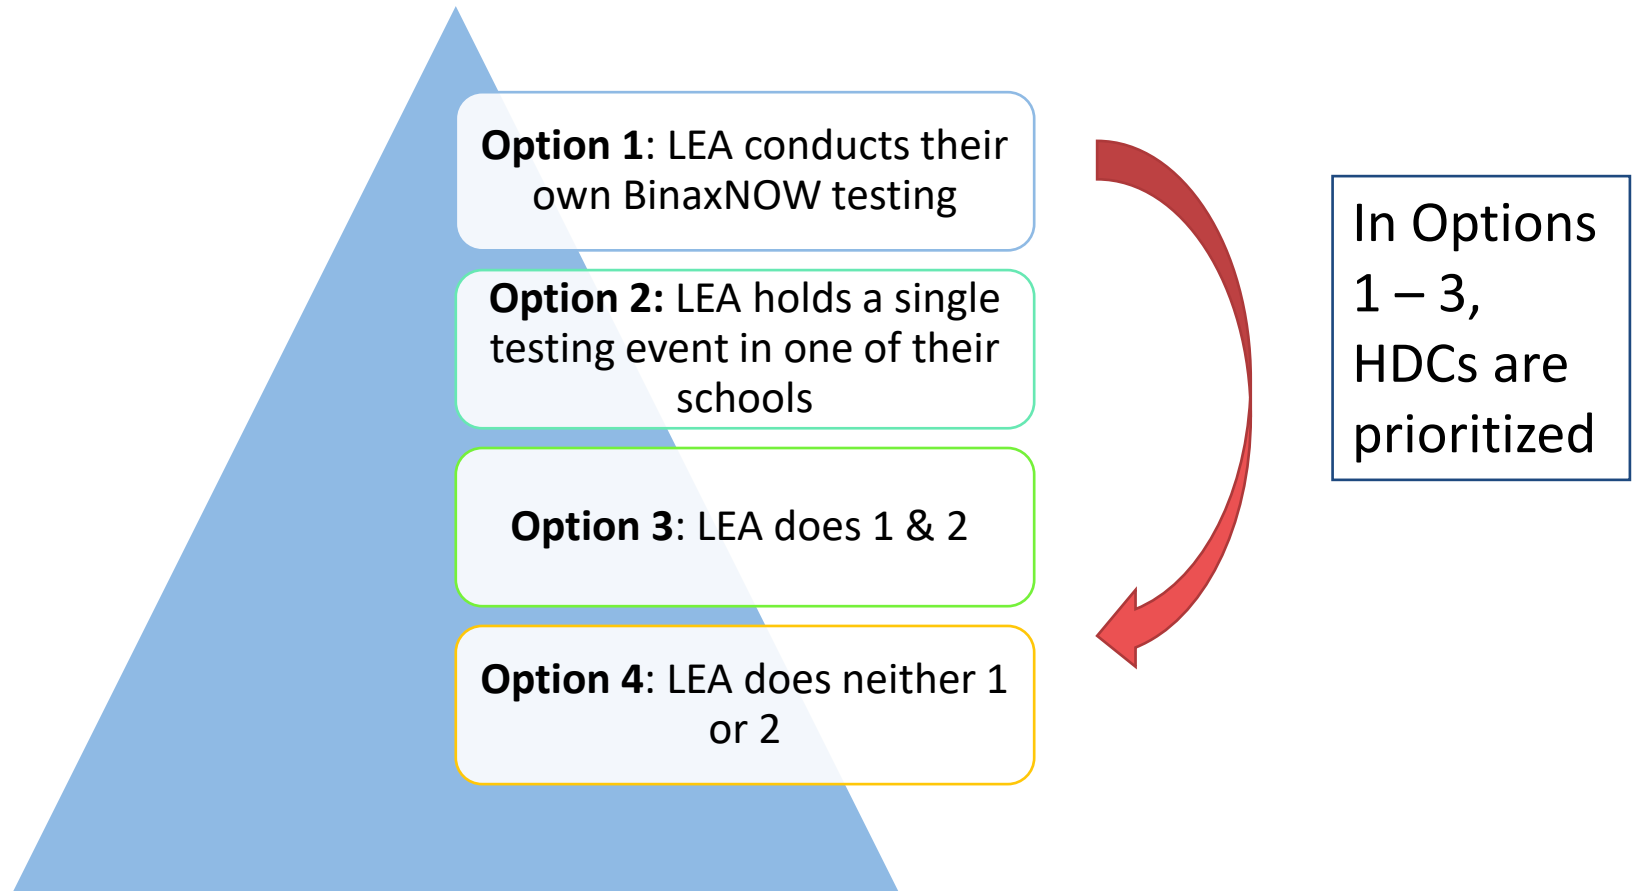 Option 1: LEA conducts their
own BinaxNOW testing
Option 2: LEA holds a single
testing event in one of their
schools
Option 3: LEA does 1 & 2
Option 4: LEA does neither 1
or 2
In Options
1 – 3,
HDCs are
prioritized